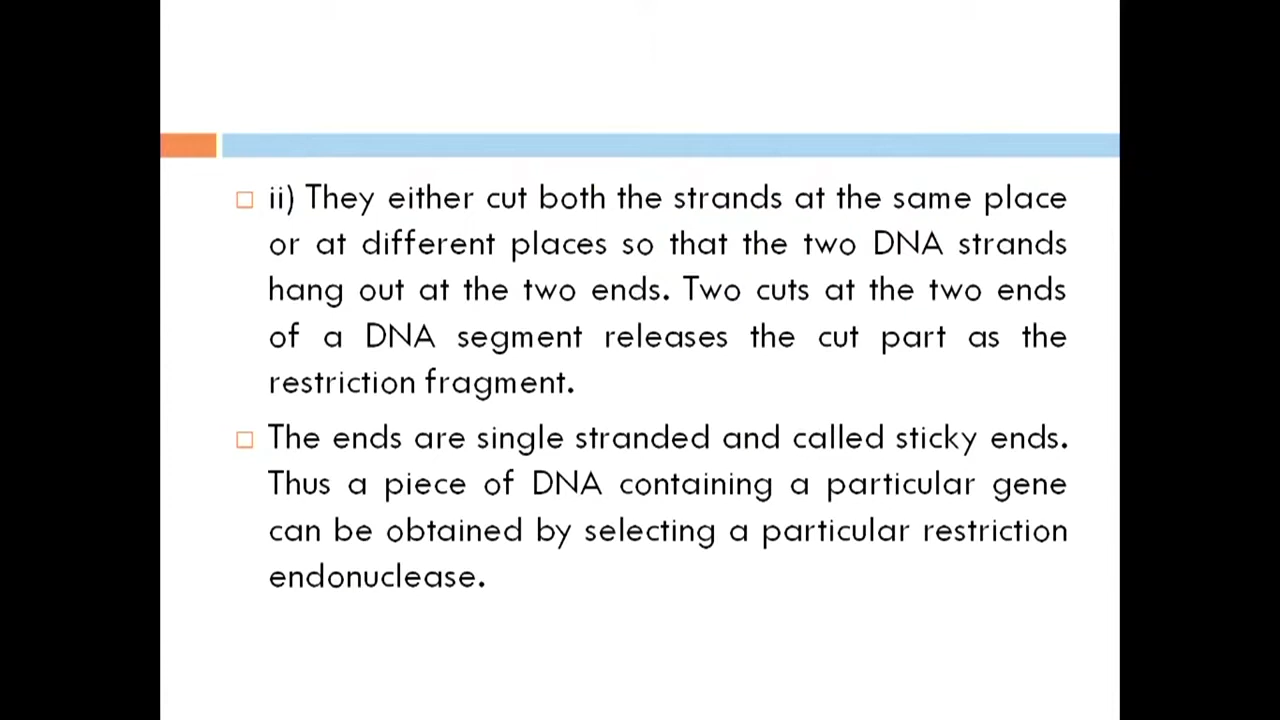 ii) They either cut both the strands at the same place
or at different places so that the two DNA strands
hang out at the two ends. Two cuts at the two ends
of a DNA segment releases the cut part as the
restriction fragment.
The ends are single stranded and called sticky ends.
Thus a piece of DNA containing a particular gene
can be obtained by selecting a particular restriction
endonuclease.